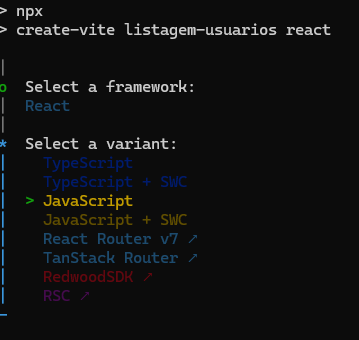 > npx
> create-vite listagem-usuarios react
Select a framework:
React
Select a variant:
TypeScript
TypeScript + SWC
> JavaScript
JavaScript + SWC
React Router v7 ↗
TanStack Router ↗
RedwoodSDK ↗
RSC ↗